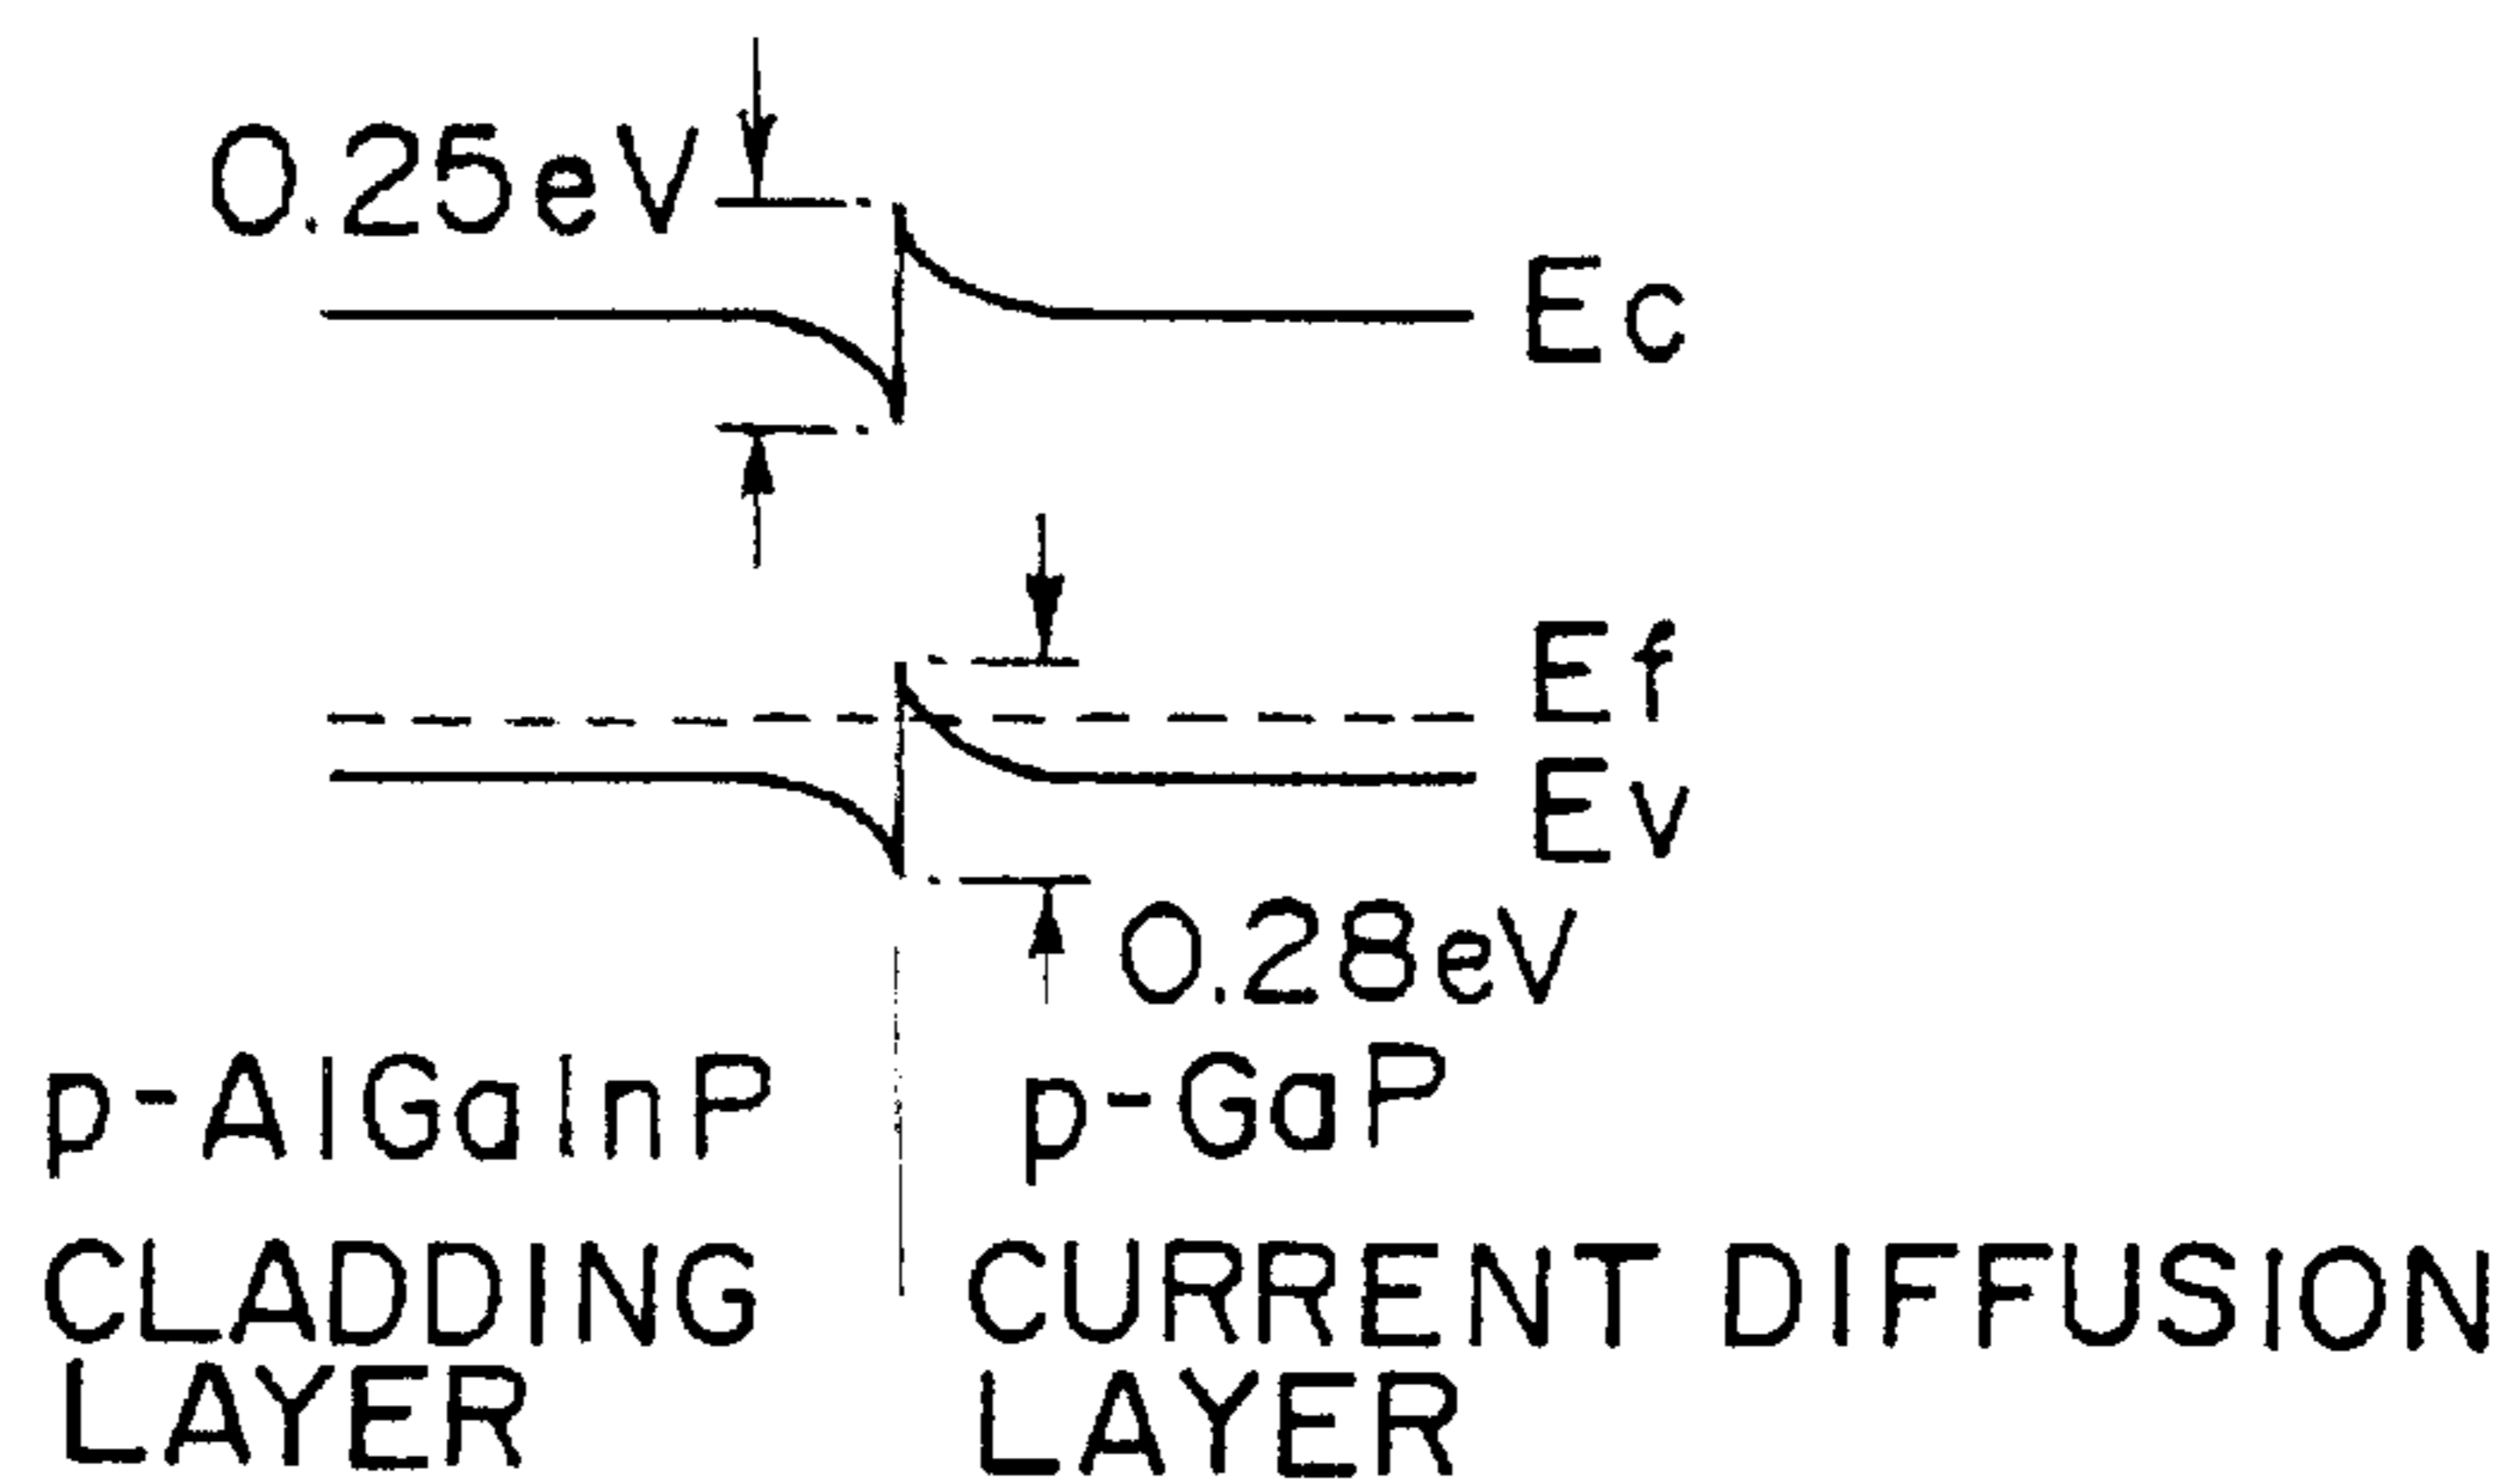 0.25eV
Ec
Ef
Ev
0.28eV
p-AlGaInP
CLADDING
LAYER
p-GaP
CURRENT DIFFUSION
LAYER